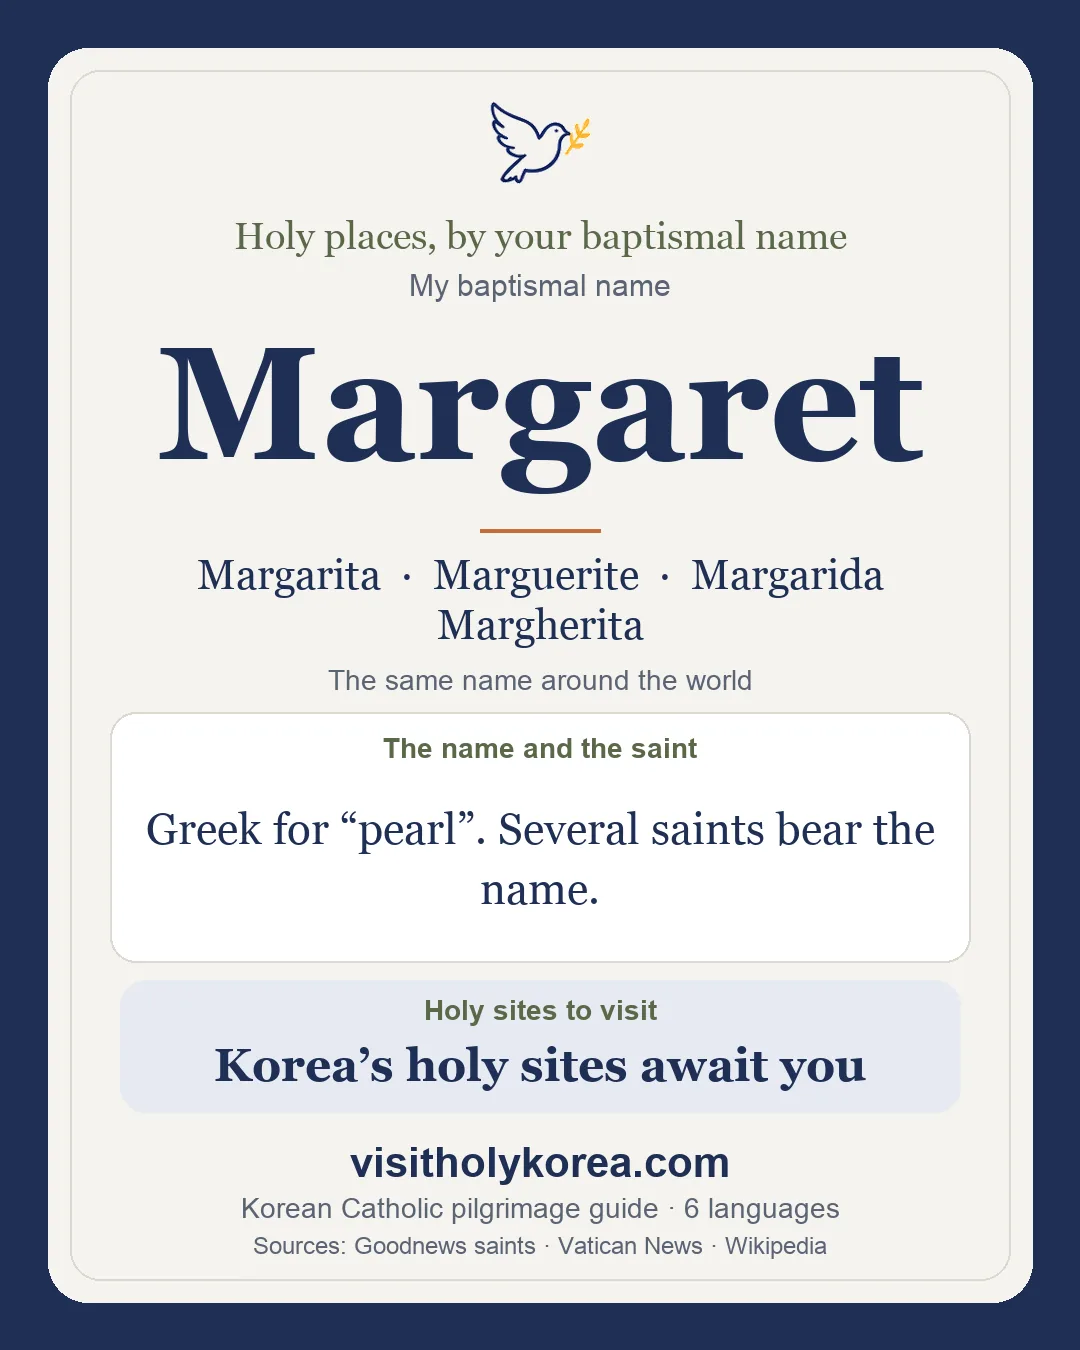 Holy places, by your baptismal name
My baptismal name
Margaret
Margarita · Marguerite · Margarida
Margherita
The same name around the world
The name and the saint
Greek for “pearl”. Several saints bear the
name.
Holy sites to visit
Korea’s holy sites await you
visitholykorea.com
Korean Catholic pilgrimage guide · 6 languages
Sources: Goodnews saints · Vatican News · Wikipedia